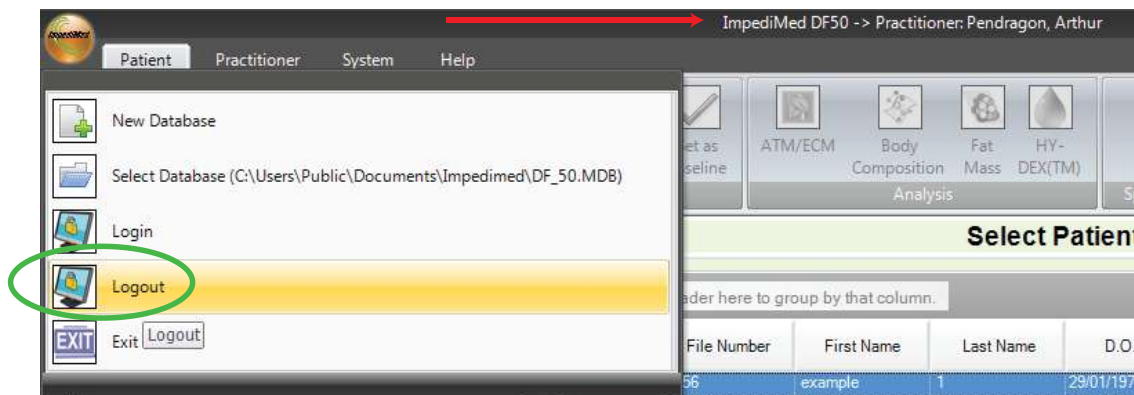 ImpediMed DF50 -> Practitioner: Pendragon, Arthur
ImpediMed
Patient Practitioner System Help
New Database
Select Database (C:\Users\Public\Documents\Impedimed\DF_50.MDB)
Login
Logout
Exit Logout
et as
seline
ATM/ECM
Body
Composition
Fat
Mass
HY-
DEX(TM)
Analysis
S
Select Patient
ader here to group by that column.
File Number First Name Last Name D.O.
56 example 1 29/01/197